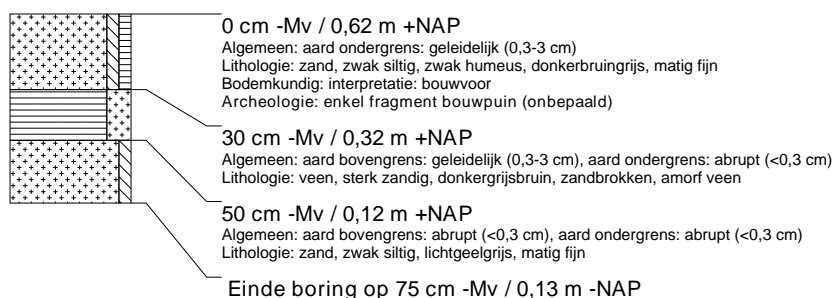 0 cm -Mv / 0,62 m +NAP
Algemeen: aard ondergrens: geleidelijk (0,3-3 cm)
Lithologie: zand, zwak siltig, zwak humeus, donkerbruingrijs, matig fijn
Bodemkundig: interpretatie: bouwvoor
Archeologie: enkel fragment bouwpuin (onbepaald)
30 cm -Mv / 0,32 m +NAP
Algemeen: aard bovengrens: geleidelijk (0,3-3 cm), aard ondergrens: abrupt (<0,3 cm)
Lithologie: veen, sterk zandig, donkergrijsbruin, zandbrokken, amorf veen
50 cm -Mv / 0,12 m +NAP
Algemeen: aard bovengrens: abrupt (<0,3 cm), aard ondergrens: abrupt (<0,3 cm)
Lithologie: zand, zwak siltig, lichtgeelgrijs, matig fijn
Einde boring op 75 cm -Mv / 0,13 m -NAP